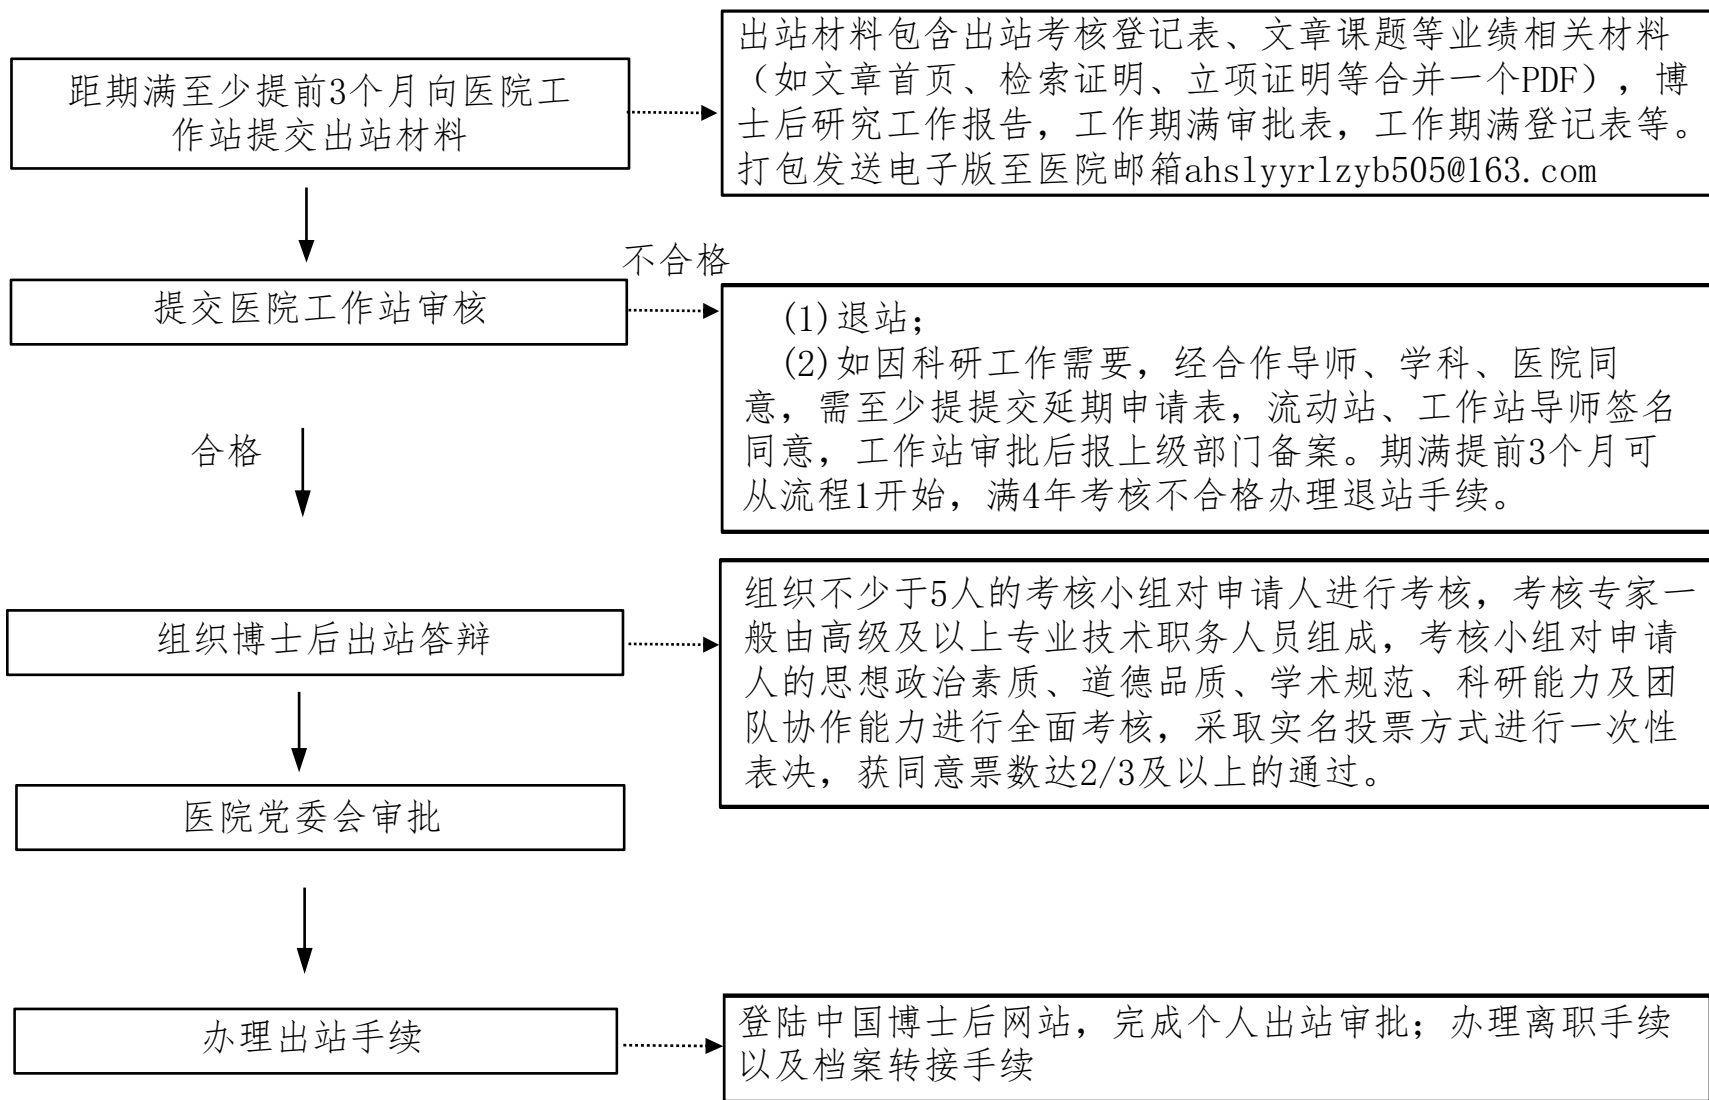 距期满至少提前3个月向医院工
作站提交出站材料
出站材料包含出站考核登记表、文章课题等业绩相关材料
（如文章首页、检索证明、立项证明等合并一个PDF），博
士后研究工作报告，工作期满审批表，工作期满登记表等。
打包发送电子版至医院邮箱ahslyyrlzyb505@163.com
提交医院工作站审核
不合格
(1)退站；
(2)如因科研工作需要，经合作导师、学科、医院同
意，需至少提提交延期申请表，流动站、工作站导师签名
同意，工作站审批后报上级部门备案。期满提前3个月可
从流程1开始，满4年考核不合格办理退站手续。
合格
组织博士后出站答辩
组织不少于5人的考核小组对申请人进行考核，考核专家一
般由高级及以上专业技术职务人员组成，考核小组对申请
人的思想政治素质、道德品质、学术规范、科研能力及团
队协作能力进行全面考核，采取实名投票方式进行一次性
表决，获同意票数达2/3及以上的通过。
医院党委会审批
办理出站手续
登陆中国博士后网站，完成个人出站审批；办理离职手续
以及档案转接手续